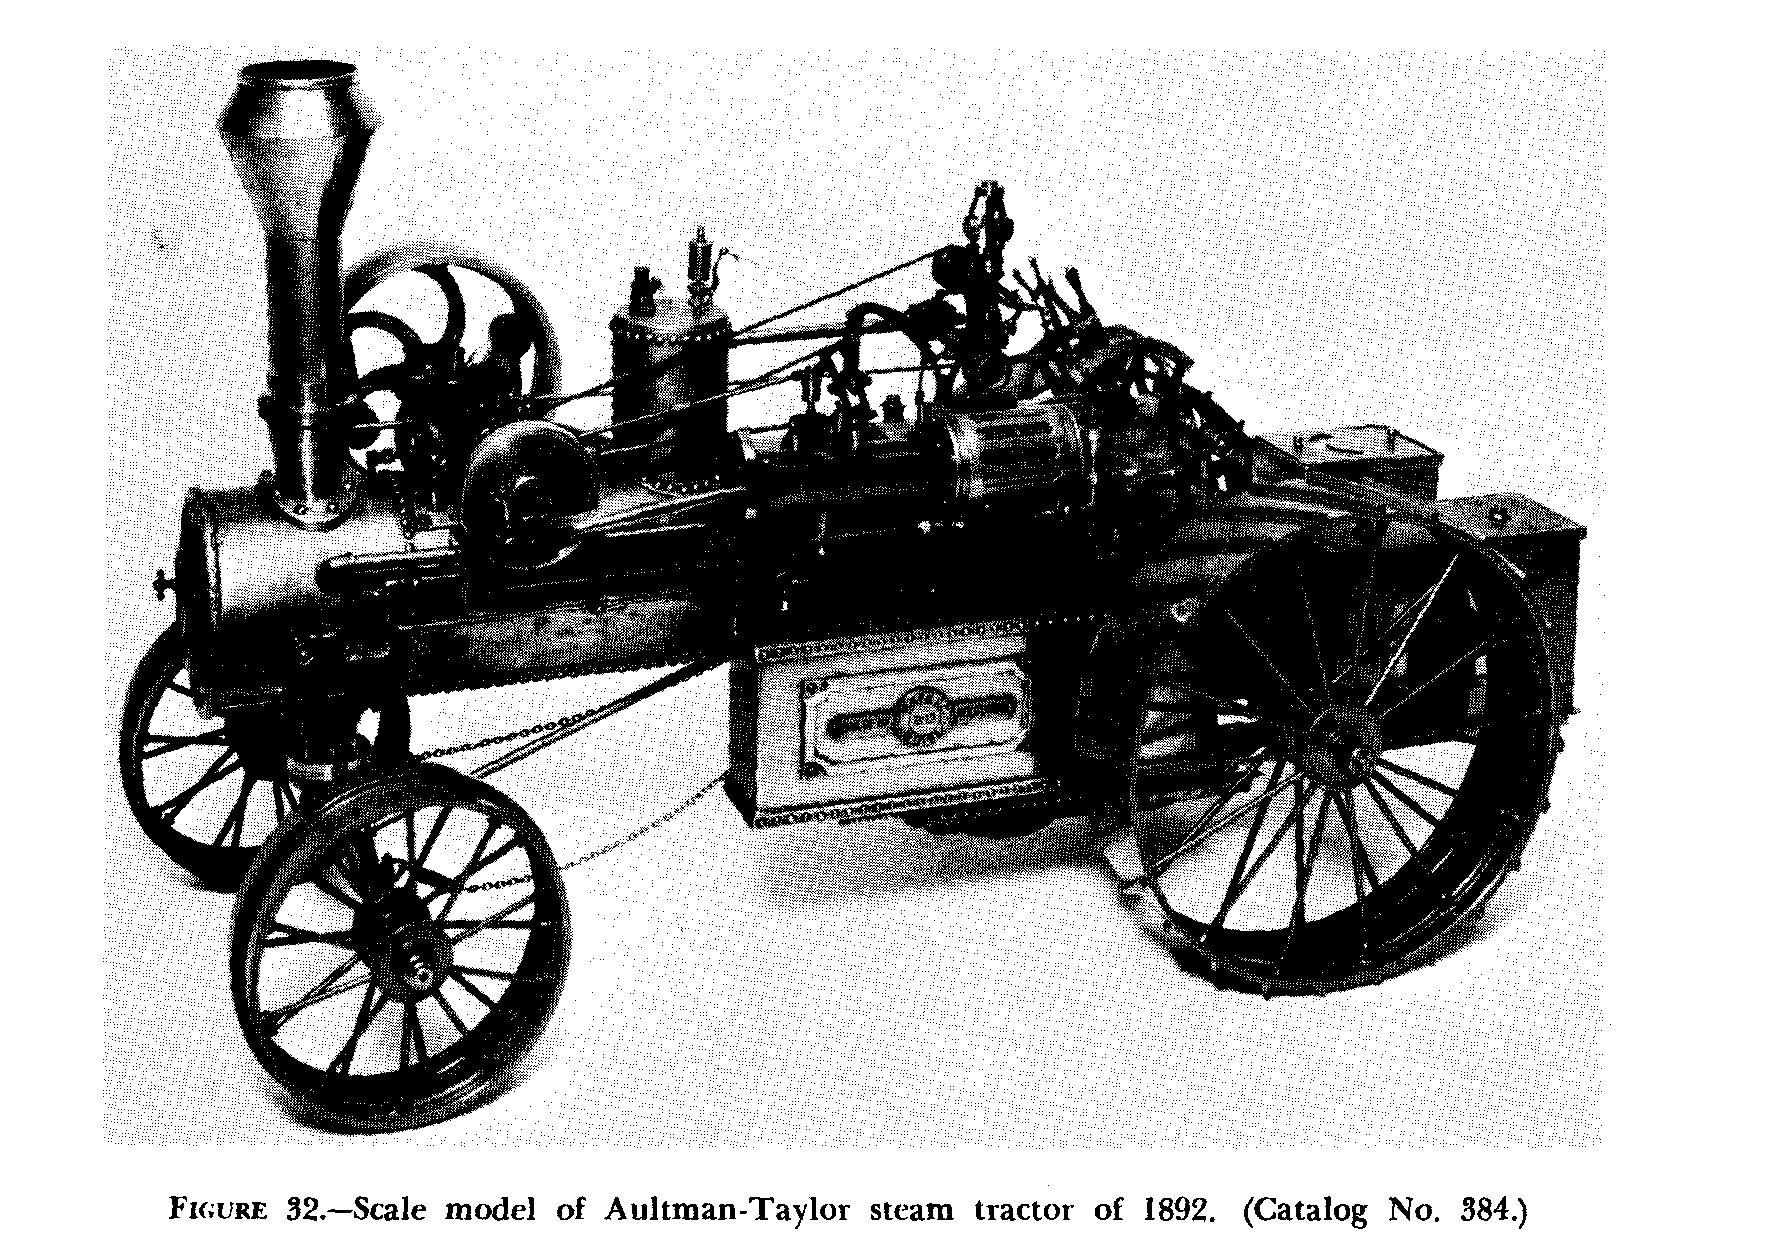 FIGURE 32.—Scale model of Aultman-Taylor steam tractor of 1892. (Catalog No. 384.)